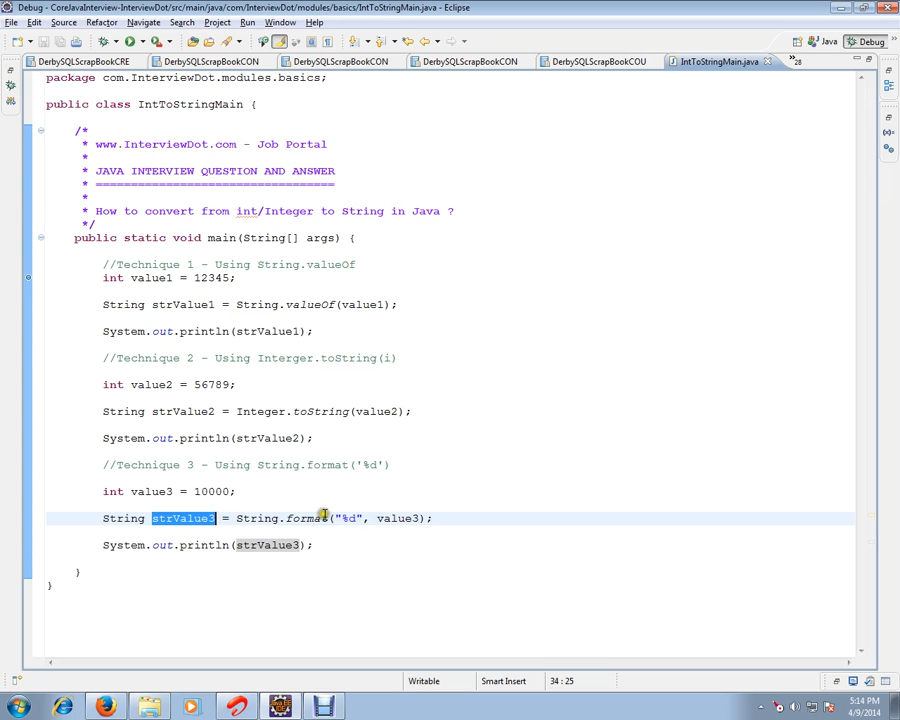 Debug - CoreJavaInterview-InterviewDot/src/main/java/com/InterviewDot/modules/basics/IntToStringMain.java - Eclipse
File Edit Source Refactor Navigate Search Project Run Window Help
Java Debug
DerbySQLScrapBookCRE DerbySQLScrapBookCON DerbySQLScrapBookCON DerbySQLScrapBookCON DerbySQLScrapBookCOU IntToStringMain.java »28
package com.InterviewDot.modules.basics;
public class IntToStringMain {
/*
* www.InterviewDot.com - Job Portal
*
* JAVA INTERVIEW QUESTION AND ANSWER
* ==================================
*
* How to convert from int/Integer to String in Java ?
*/
public static void main(String[] args) {
//Technique 1 - Using String.valueOf
int value1 = 12345;
String strValue1 = String.valueOf(value1);
System.out.println(strValue1);
//Technique 2 - Using Interger.toString(i)
int value2 = 56789;
String strValue2 = Integer.toString(value2);
System.out.println(strValue2);
//Technique 3 - Using String.format('%d')
int value3 = 10000;
String strValue3 = String.format("%d", value3);
System.out.println(strValue3);
}
}
Writable Smart Insert 34 : 25
5:14 PM
4/9/2014